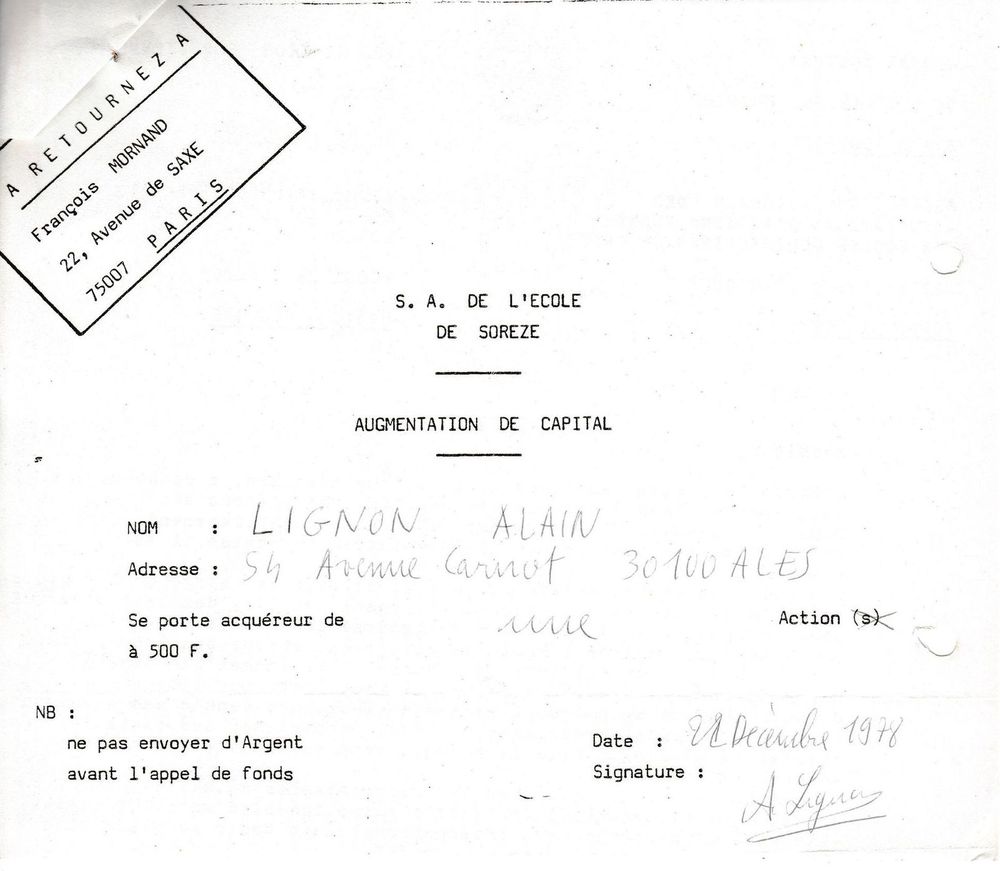 A RETOURNEZ A
François MORNAND
22, Avenue de SAXE
75007 PARIS
S. A. DE L'ECOLE
DE SOREZE
AUGMENTATION DE CAPITAL
NOM : LIGNON ALAIN
Adresse : 54 Avenue Carnot 30100 ALES
Se porte acquéreur de une Action (s)
à 500 F.
NB :
ne pas envoyer d'Argent
avant l'appel de fonds
Date : Décembre 1978
Signature :
A. Lignon